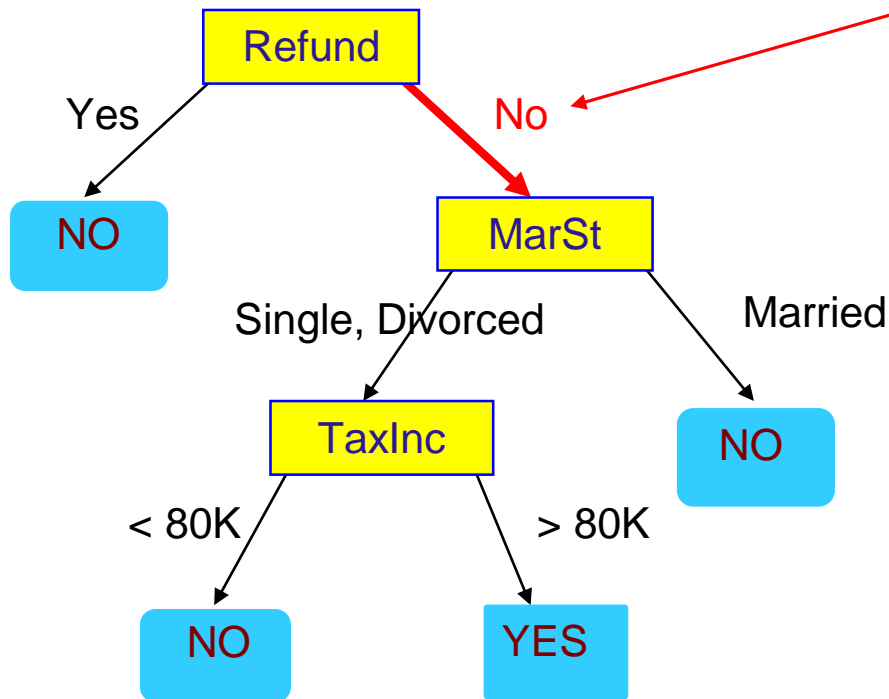 Refund
Yes
No
NO
MarSt
Single, Divorced
Married
TaxInc
NO
< 80K
> 80K
NO
YES